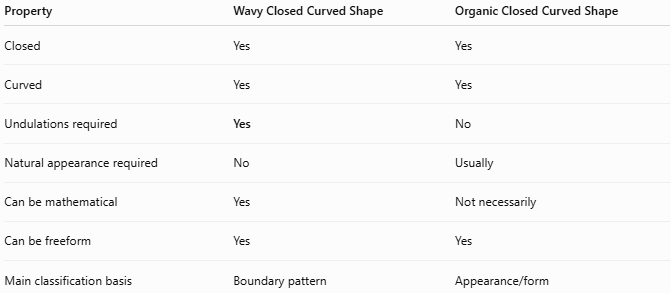 Property Wavy Closed Curved Shape Organic Closed Curved Shape
Closed Yes Yes
Curved Yes Yes
Undulations required Yes No
Natural appearance required No Usually
Can be mathematical Yes Not necessarily
Can be freeform Yes Yes
Main classification basis Boundary pattern Appearance/form